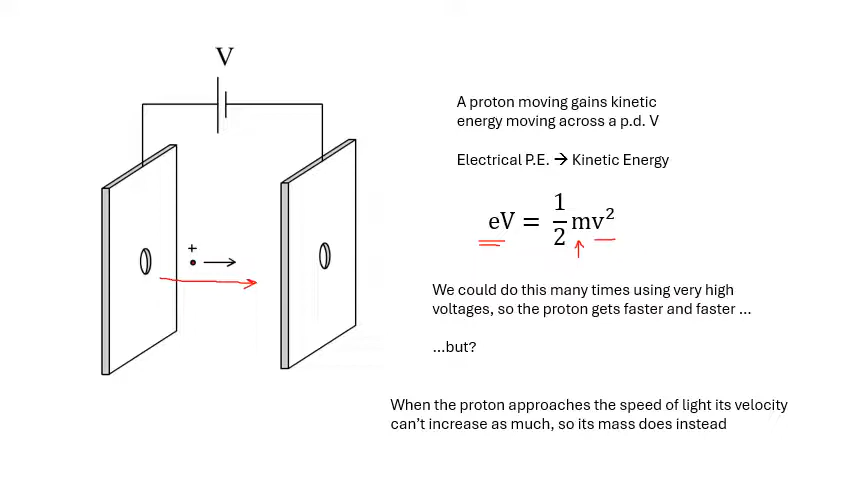 V
A proton moving gains kinetic
energy moving across a p.d. V
Electrical P.E. → Kinetic Energy
eV = 1/2 mv²
+
We could do this many times using very high
voltages, so the proton gets faster and faster ...
...but?
When the proton approaches the speed of light its velocity
can't increase as much, so its mass does instead